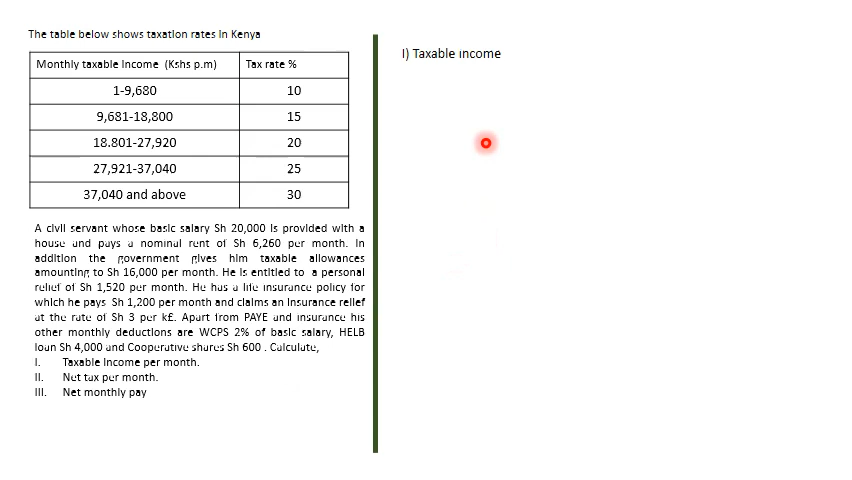 The table below shows taxation rates in Kenya
Monthly taxable Income (Kshs p.m) Tax rate %
1-9,680 10
9,681-18,800 15
18.801-27,920 20
27,921-37,040 25
37,040 and above 30
A civil servant whose basic salary Sh 20,000 is provided with a
house and pays a nominal rent of Sh 6,260 per month. In
addition the government gives him taxable allowances
amounting to Sh 16,000 per month. He is entitled to a personal
relief of Sh 1,520 per month. He has a life insurance policy for
which he pays Sh 1,200 per month and claims an insurance relief
at the rate of Sh 3 per k£. Apart from PAYE and insurance his
other monthly deductions are WCPS 2% of basic salary, HELB
loan Sh 4,000 and Cooperative shares Sh 600 . Calculate,
I. Taxable Income per month.
II. Net tax per month.
III. Net monthly pay
I) Taxable income